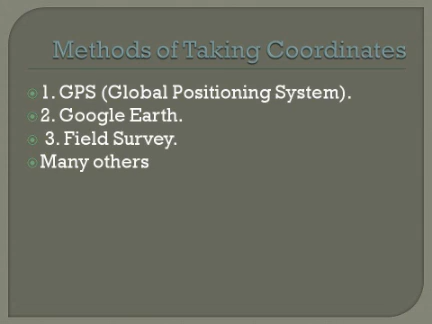 Methods of Taking Coordinates
1. GPS (Global Positioning System).
2. Google Earth.
3. Field Survey.
Many others